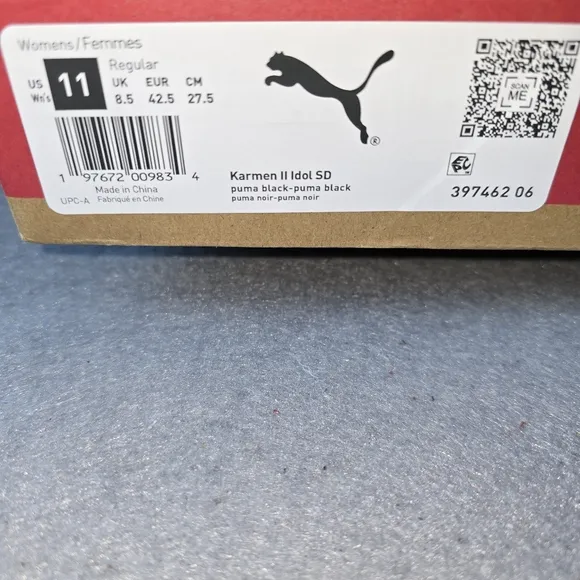 Womens/Femmes
Regular
US UK EUR CM
Wn's 11 8.5 42.5 27.5
1 97672 00983 4
Made in China
UPC-A Fabriqué en Chine
Karmen II Idol SD
puma black-puma black
puma noir-puma noir
®
SCAN
ME
397462 06